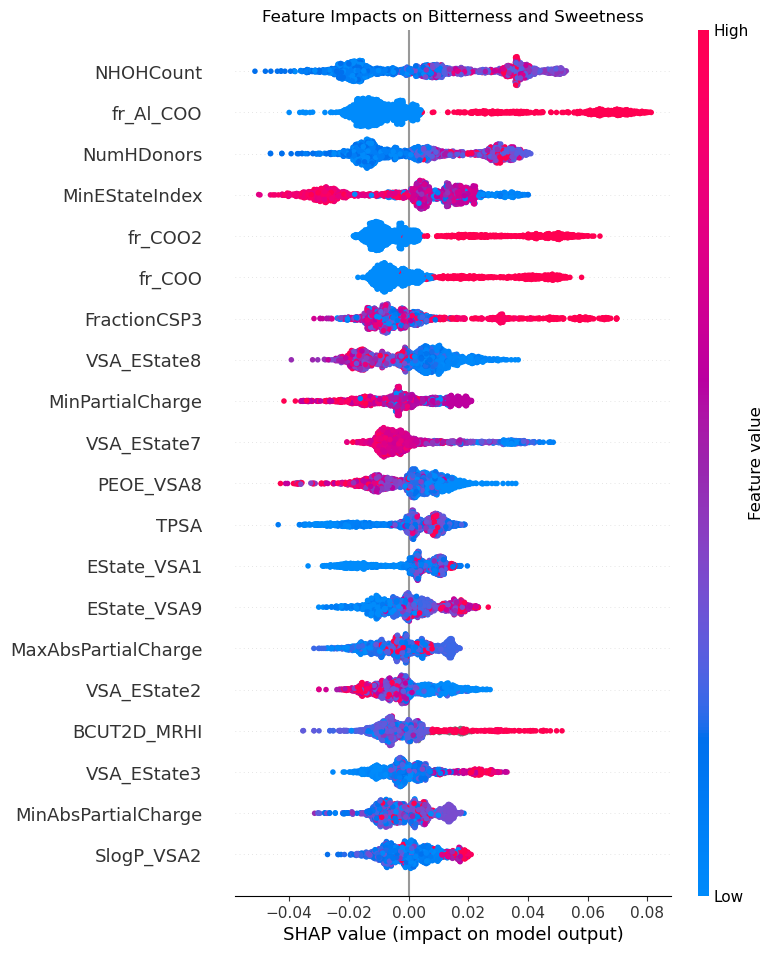 Feature Impacts on Bitterness and Sweetness
High
NHOHCount
fr_Al_COO
NumHDonors
MinEStateIndex
fr_COO2
fr_COO
FractionCSP3
VSA_EState8
MinPartialCharge
VSA_EState7
PEOE_VSA8
TPSA
EState_VSA1
EState_VSA9
MaxAbsPartialCharge
VSA_EState2
BCUT2D_MRHI
VSA_EState3
MinAbsPartialCharge
SlogP_VSA2
Feature value
Low
−0.04 −0.02 0.00 0.02 0.04 0.06 0.08
SHAP value (impact on model output)